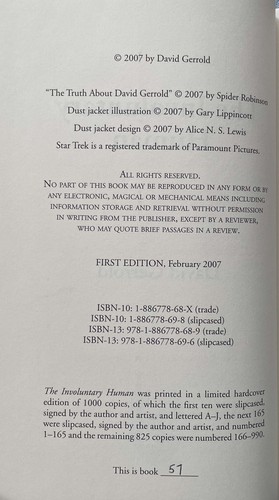 © 2007 by David Gerrold
"The Truth About David Gerrold" © 2007 by Spider Robinson
Dust jacket illustration © 2007 by Gary Lippincott
Dust jacket design © 2007 by Alice N. S. Lewis
Star Trek is a registered trademark of Paramount Pictures.
ALL RIGHTS RESERVED.
NO PART OF THIS BOOK MAY BE REPRODUCED IN ANY FORM OR BY
ANY ELECTRONIC, MAGICAL OR MECHANICAL MEANS INCLUDING
INFORMATION STORAGE AND RETRIEVAL WITHOUT PERMISSION
IN WRITING FROM THE PUBLISHER, EXCEPT BY A REVIEWER,
WHO MAY QUOTE BRIEF PASSAGES IN A REVIEW.
FIRST EDITION, February 2007
ISBN-10: 1-886778-68-X (trade)
ISBN-10: 1-886778-69-8 (slipcased)
ISBN-13: 978-1-886778-68-9 (trade)
ISBN-13: 978-1-886778-69-6 (slipcased)
The Involuntary Human was printed in a limited hardcover
edition of 1000 copies, of which the first ten were slipcased,
signed by the author and artist, and lettered A–J, the next 165
were slipcased, signed by the author and artist, and numbered
1–165 and the remaining 825 copies were numbered 166–990.
This is book 57